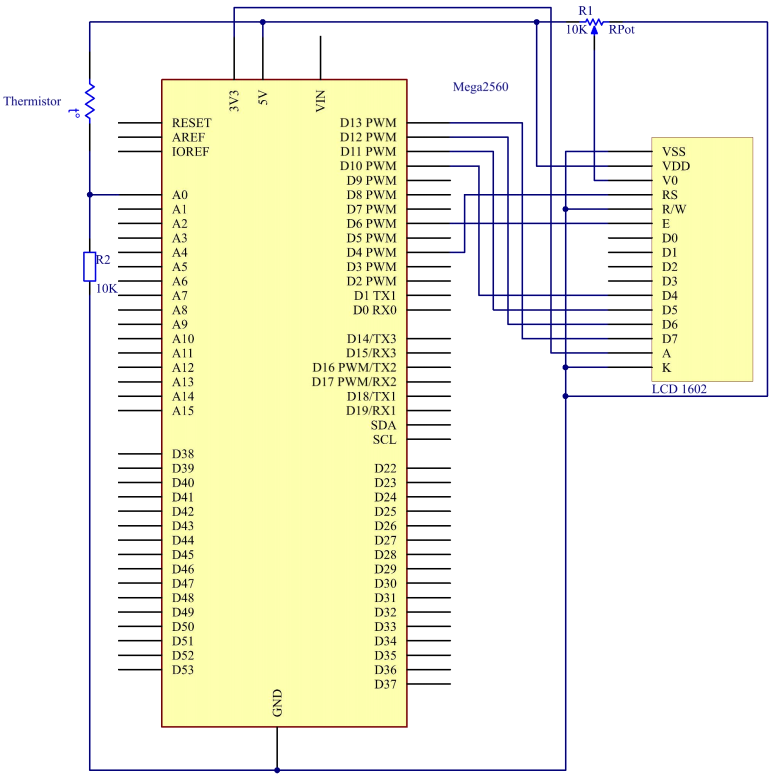 R1
10K
RPot
Thermistor
t°
Mega2560
3V3
5V
VIN
RESET
AREF
IOREF
A0
A1
A2
A3
A4
A5
A6
A7
A8
A9
A10
A11
A12
A13
A14
A15
D38
D39
D40
D41
D42
D43
D44
D45
D46
D47
D48
D49
D50
D51
D52
D53
R2
10K
D13 PWM
D12 PWM
D11 PWM
D10 PWM
D9 PWM
D8 PWM
D7 PWM
D6 PWM
D5 PWM
D4 PWM
D3 PWM
D2 PWM
D1 TX1
D0 RX0
D14/TX3
D15/RX3
D16 PWM/TX2
D17 PWM/RX2
D18/TX1
D19/RX1
SDA
SCL
D22
D23
D24
D25
D26
D27
D28
D29
D30
D31
D32
D33
D34
D35
D36
D37
GND
VSS
VDD
V0
RS
R/W
E
D0
D1
D2
D3
D4
D5
D6
D7
A
K
LCD 1602